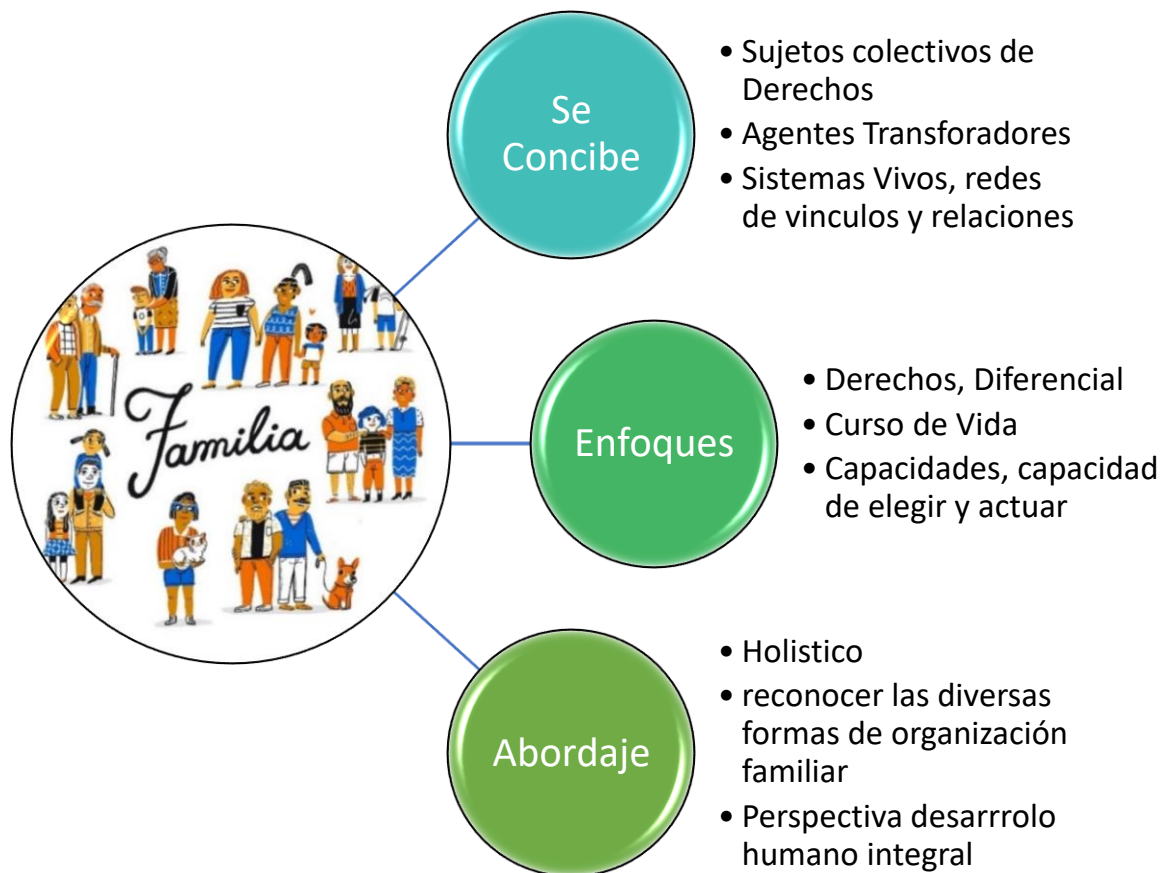 Familia
Se
Concibe
• Sujetos colectivos de
Derechos
• Agentes Transforadores
• Sistemas Vivos, redes
de vinculos y relaciones
Enfoques
• Derechos, Diferencial
• Curso de Vida
• Capacidades, capacidad
de elegir y actuar
Abordaje
• Holistico
• reconocer las diversas
formas de organización
familiar
• Perspectiva desarrrolo
humano integral